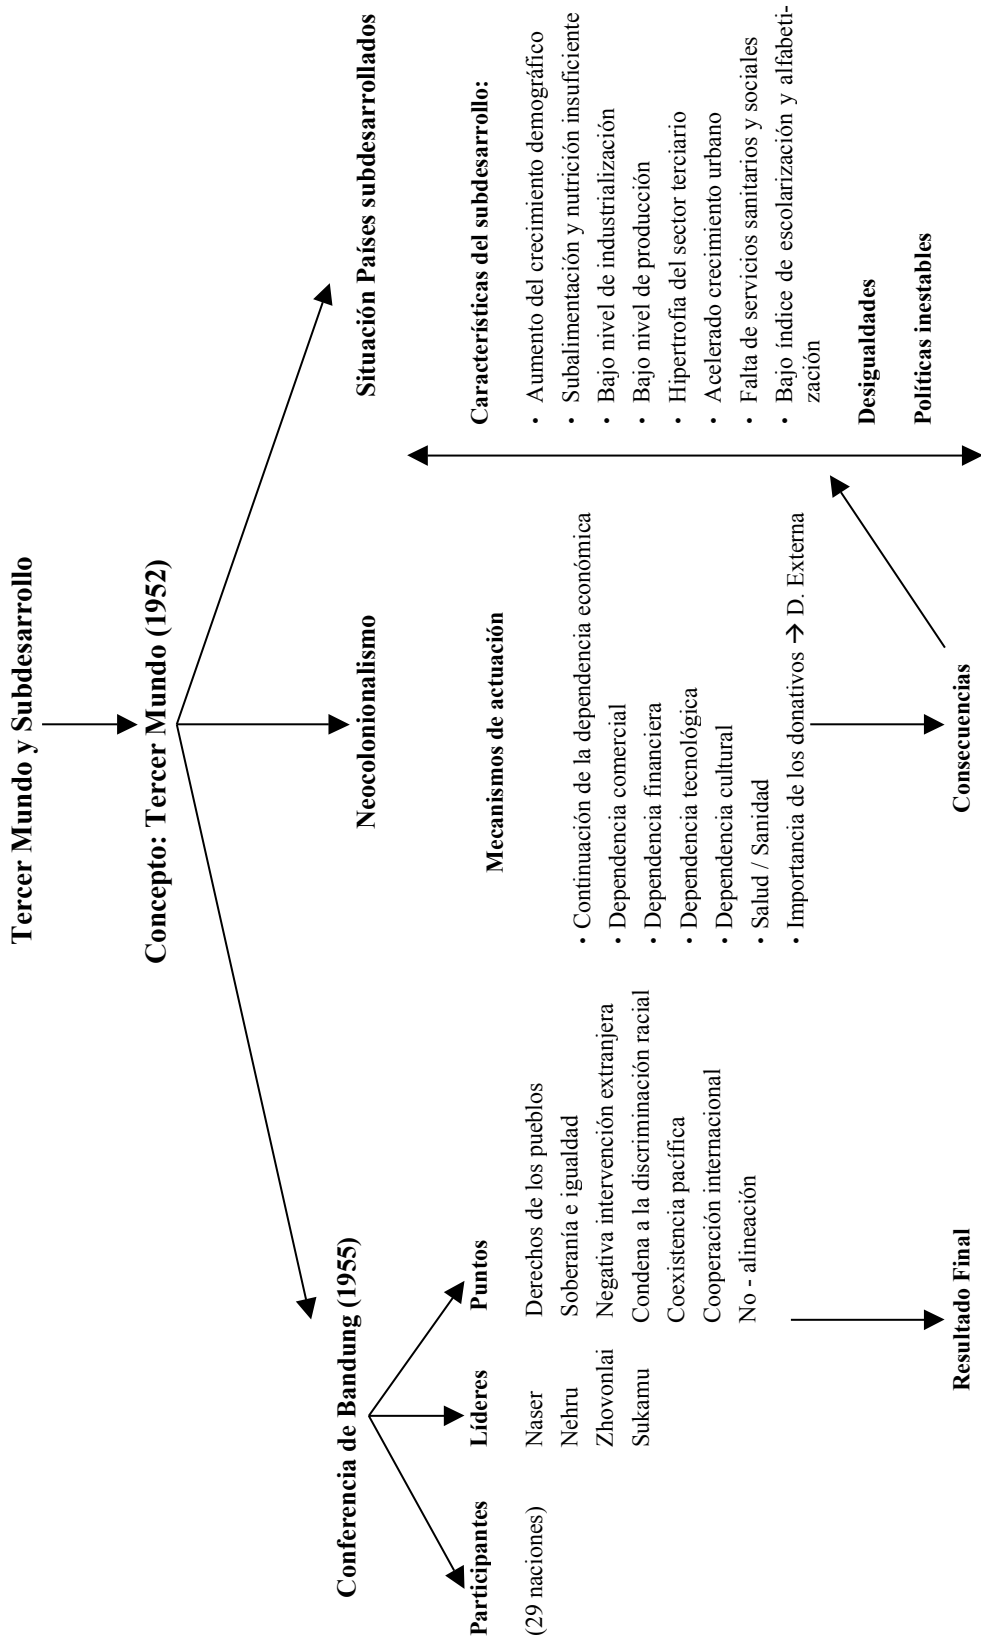 Tercer Mundo y Subdesarrollo
Concepto: Tercer Mundo (1952)
Conferencia de Bandung (1955)
Participantes
(29 naciones)
Líderes
Naser
Nehru
Zhovonlai
Sukamu
Puntos
Derechos de los pueblos
Soberanía e igualdad
Negativa intervención extranjera
Condena a la discriminación racial
Coexistencia pacífica
Cooperación internacional
No - alineación
Resultado Final
Neocolonionalismo
Mecanismos de actuación
• Continuación de la dependencia económica
• Dependencia comercial
• Dependencia financiera
• Dependencia tecnológica
• Dependencia cultural
• Salud / Sanidad
• Importancia de los donativos → D. Externa
Consecuencias
Situación Países subdesarrollados
Características del subdesarrollo:
• Aumento del crecimiento demográfico
• Subalimentación y nutrición insuficiente
• Bajo nivel de industrialización
• Bajo nivel de producción
• Hipertrofia del sector terciario
• Acelerado crecimiento urbano
• Falta de servicios sanitarios y sociales
• Bajo índice de escolarización y alfabeti-
zación
Desigualdades
Políticas inestables